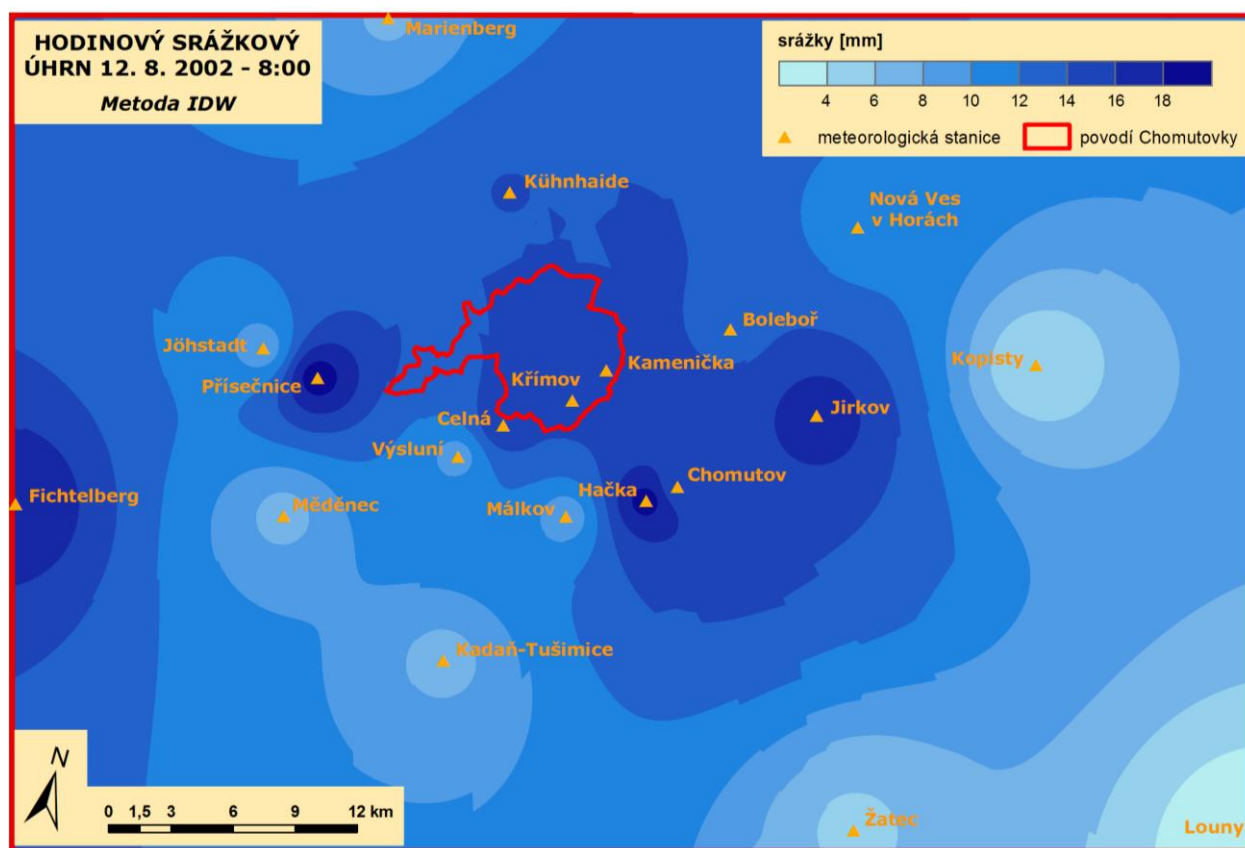 HODINOVÝ SRÁŽKOVÝ
ÚHRN 12. 8. 2002 - 8:00
Metoda IDW
Marienberg
srážky [mm]
4 6 8 10 12 14 16 18
meteorologická stanice povodí Chomutovky
Kühnhaide
Nová Ves
v Horách
Boleboř
Jöhstadt
Kopisty
Přísečnice
Kamenička
Křímov
Jirkov
Celná
Výsluní
Chomutov
Hačka
Fichtelberg
Měděnec
Málkov
Kadaň-Tušimice
N
0 1,5 3 6 9 12 km
Žatec
Louny